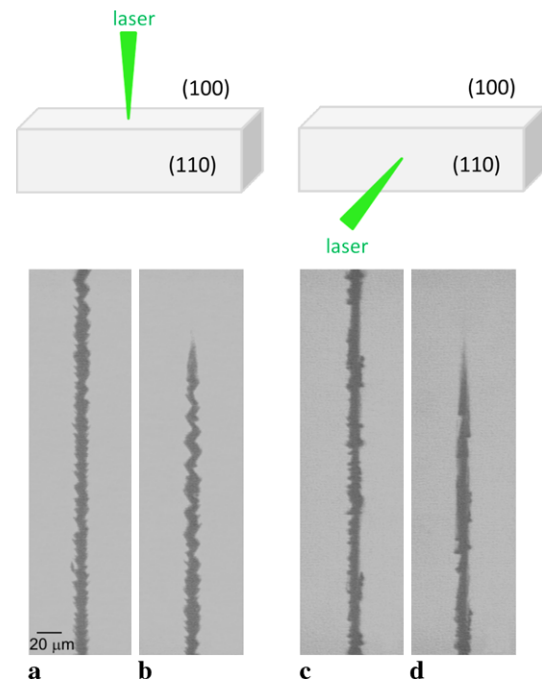 laser
(100)
(110)
(100)
(110)
laser
20 μm
a b c d